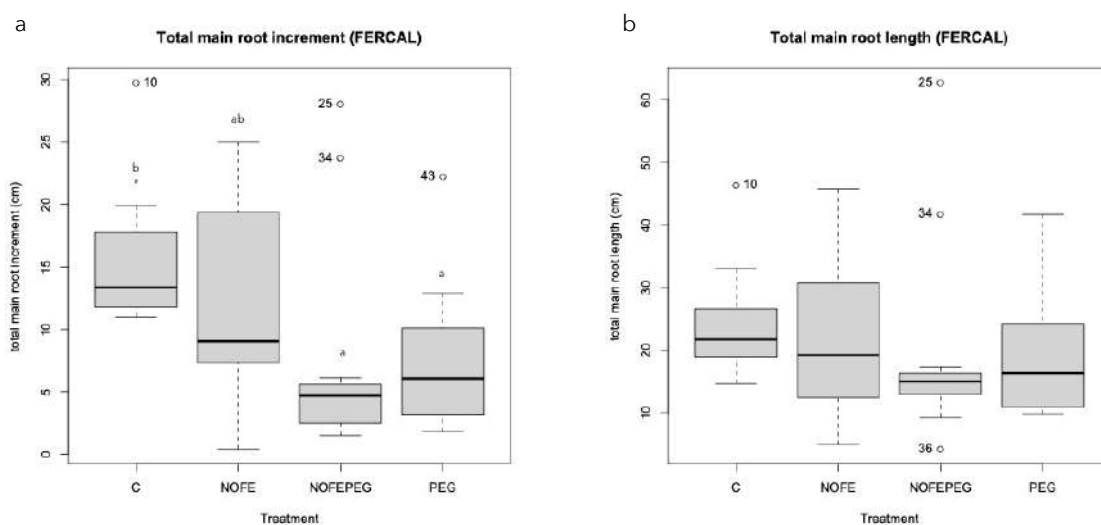 a
Total main root increment (FERCAL)
total main root increment (cm)
30
25
20
15
10
5
0
10
b
ab
25
34
a
43
a
C NOFE NOFEPEG PEG
Treatment
b
Total main root length (FERCAL)
total main root length (cm)
60
50
40
30
20
10
10
25
34
36
C NOFE NOFEPEG PEG
Treatment